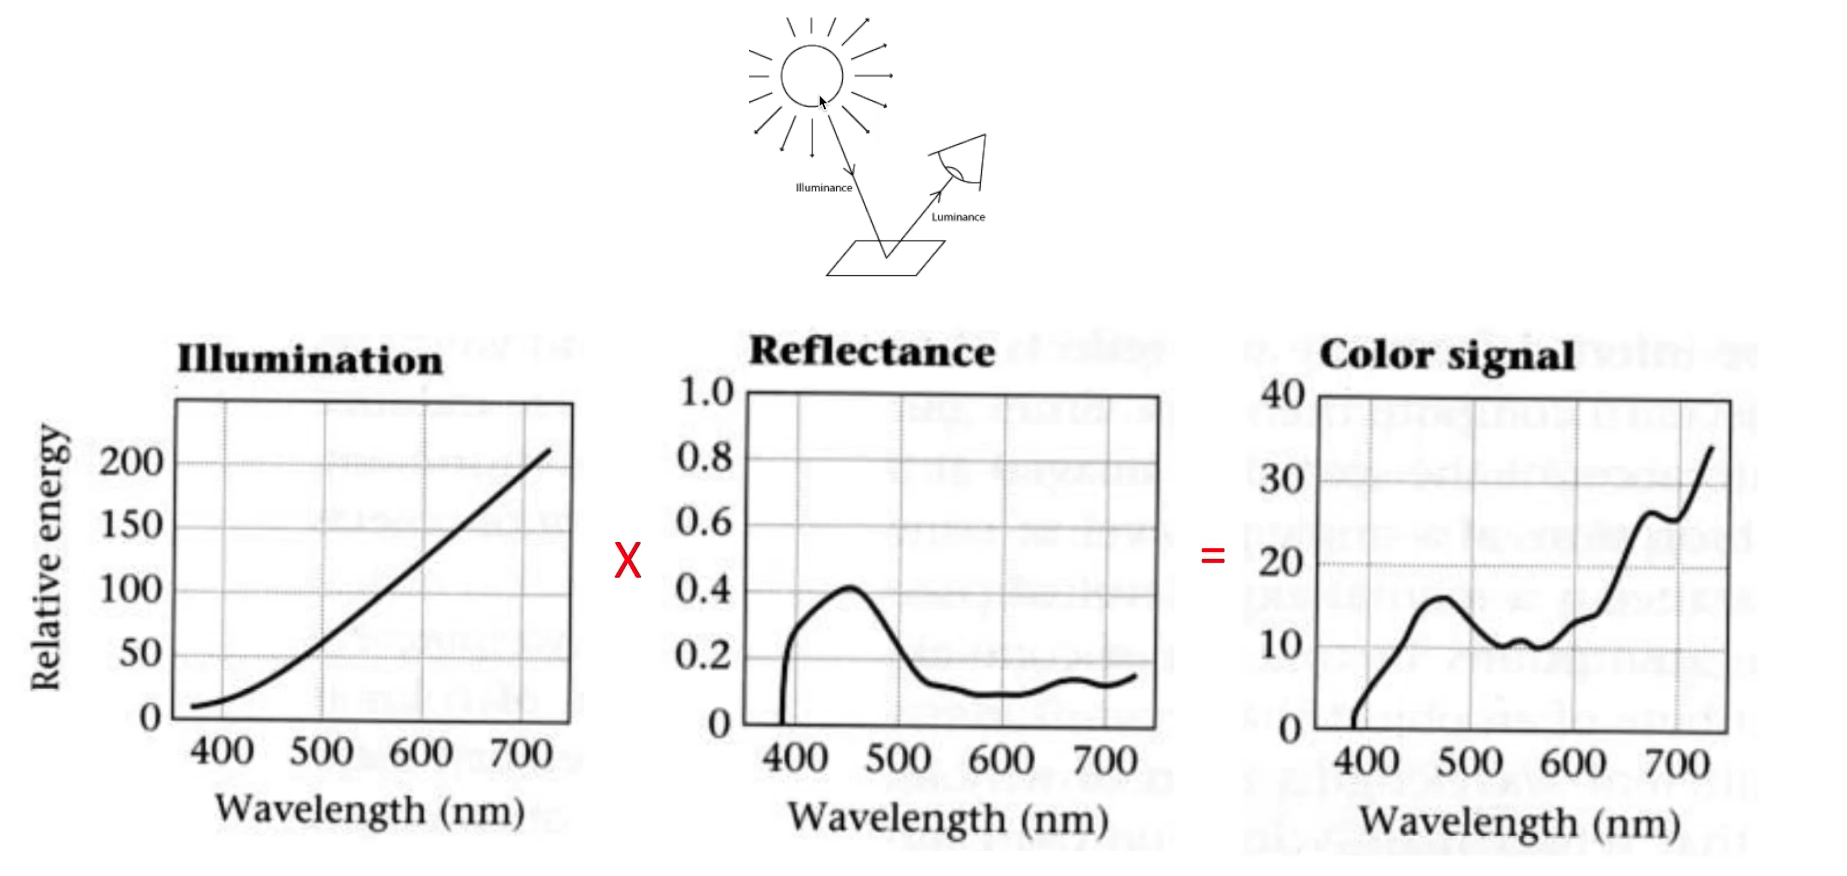 Illuminance
Luminance
Illumination
Relative energy
200
150
100
50
0
400 500 600 700
Wavelength (nm)
X
Reflectance
1.0
0.8
0.6
0.4
0.2
0
400 500 600 700
Wavelength (nm)
=
Color signal
40
30
20
10
0
400 500 600 700
Wavelength (nm)